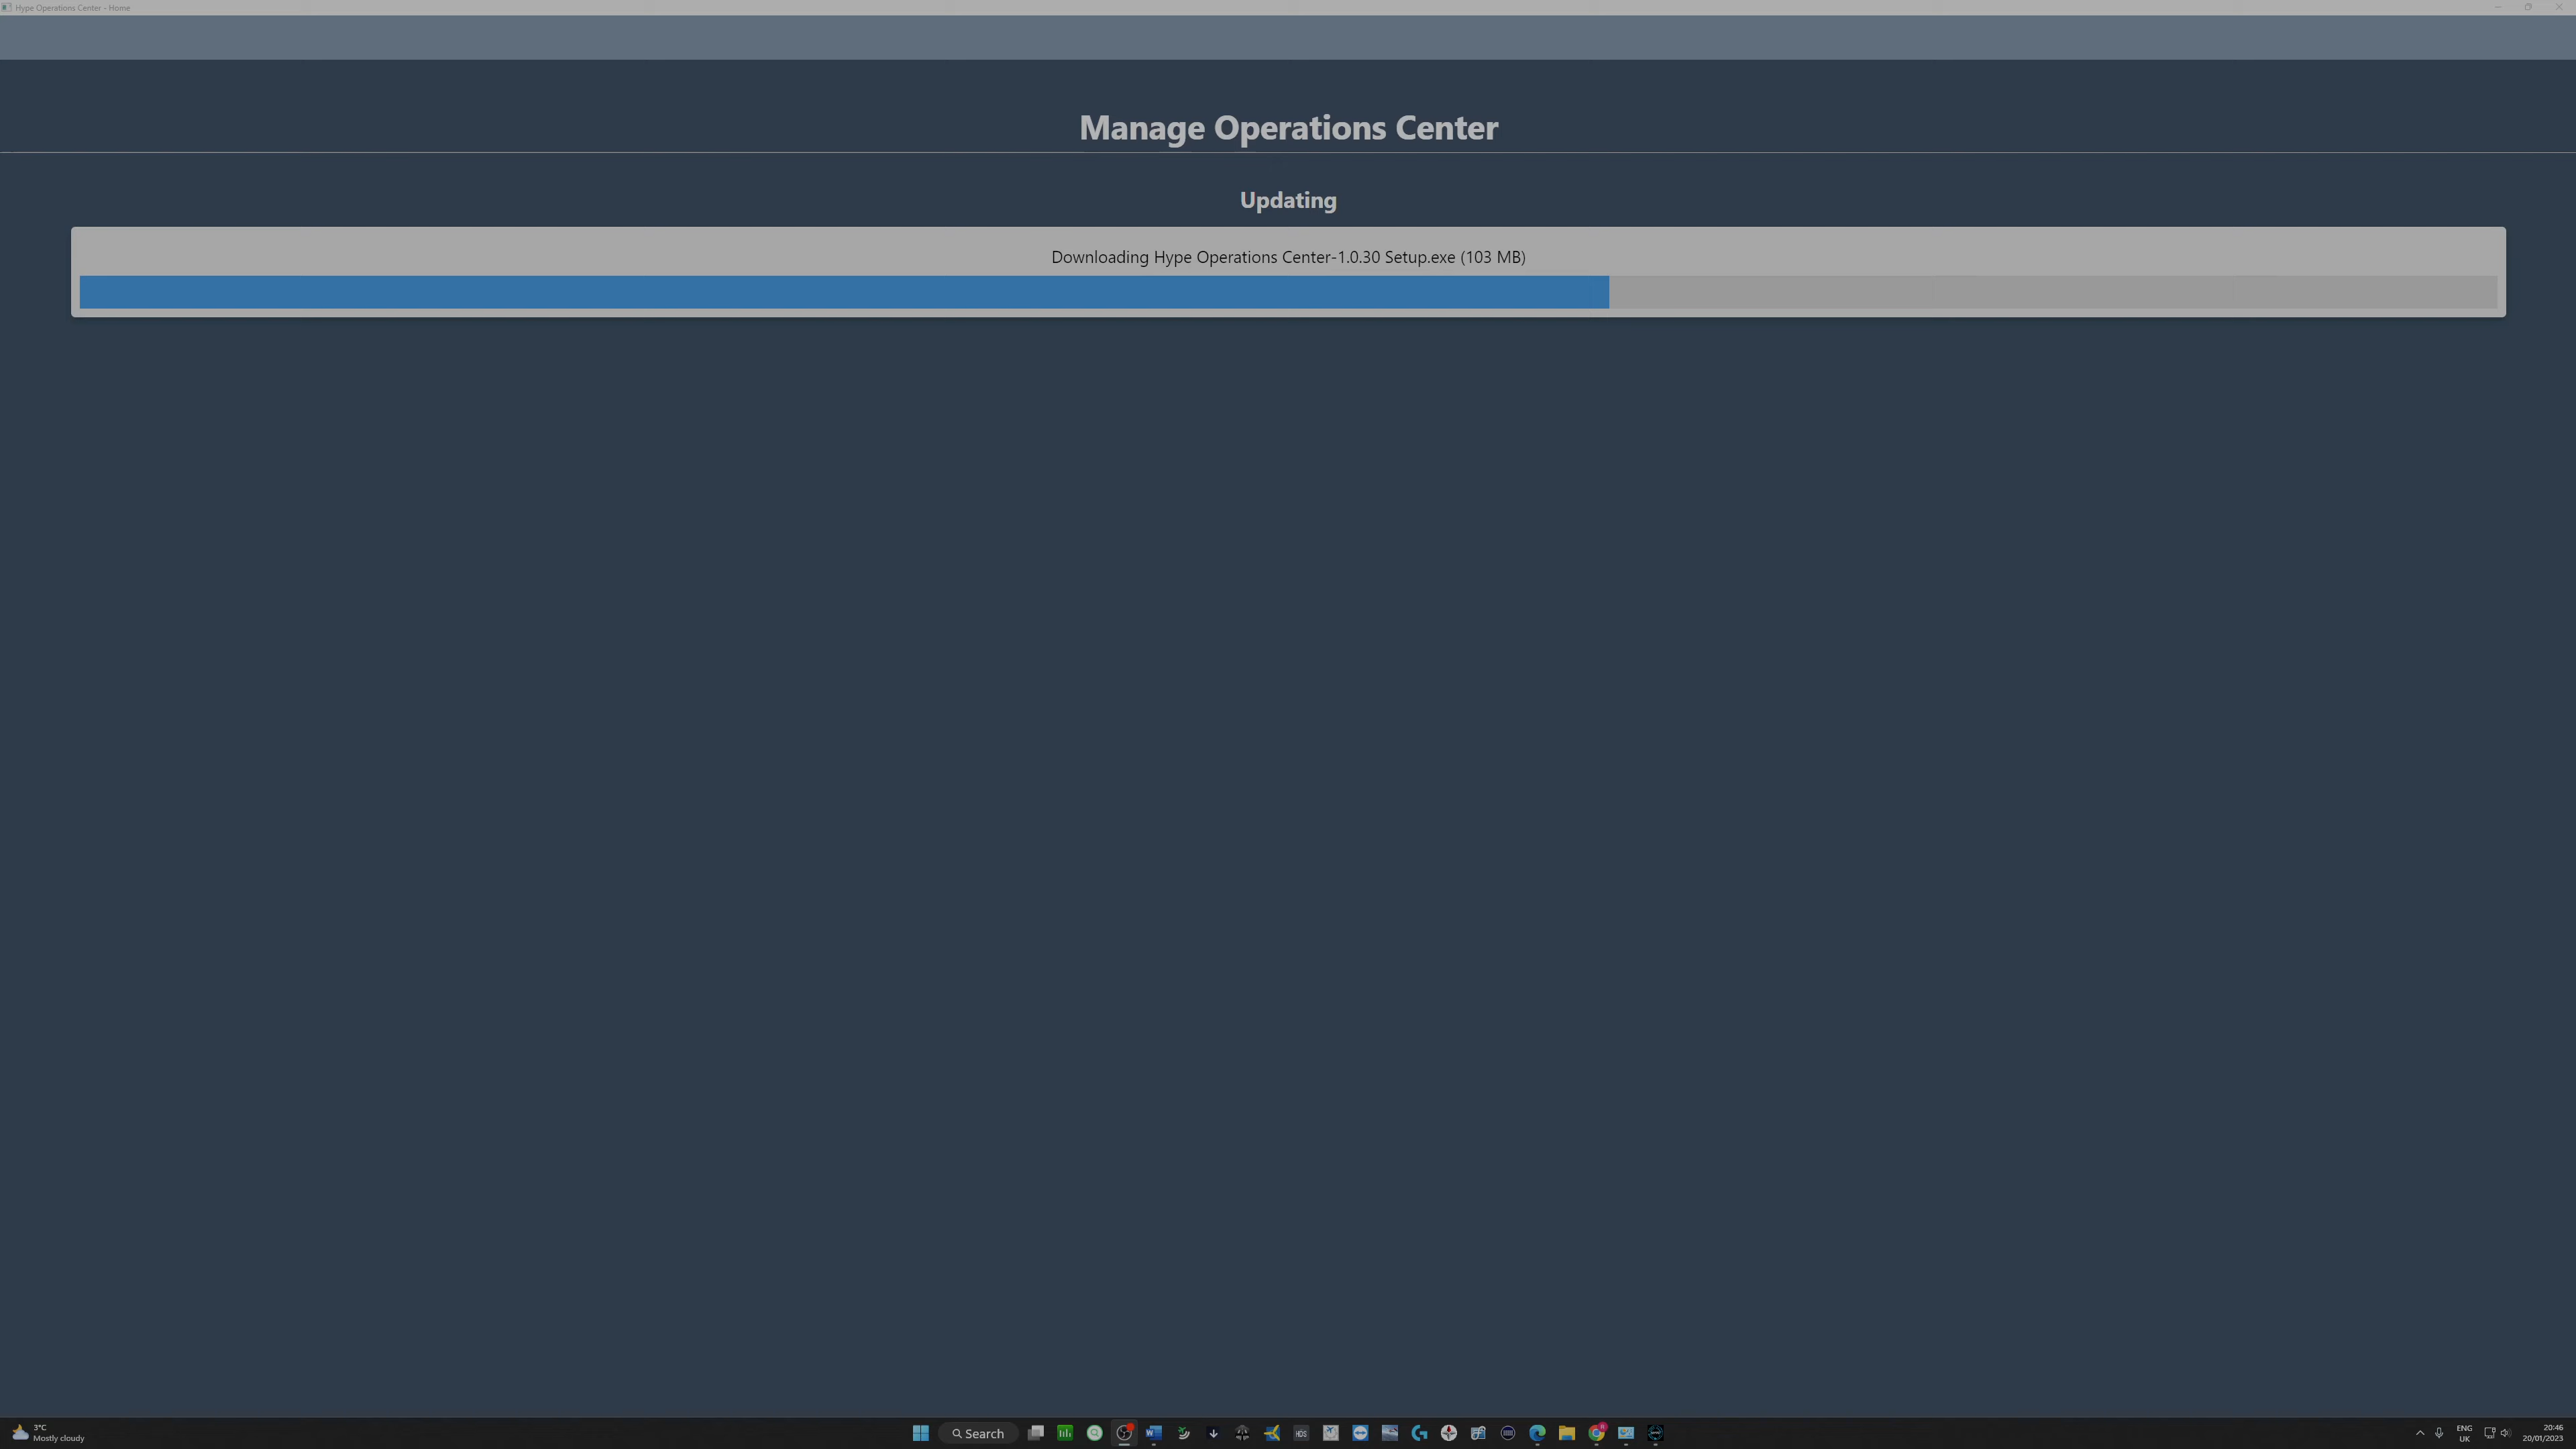 Hype Operations Center - Home
Manage Operations Center
Updating
Downloading Hype Operations Center-1.0.30 Setup.exe (103 MB)
3°C
Mostly cloudy
Search
HDS
ENG
UK
20:46
20/01/2023